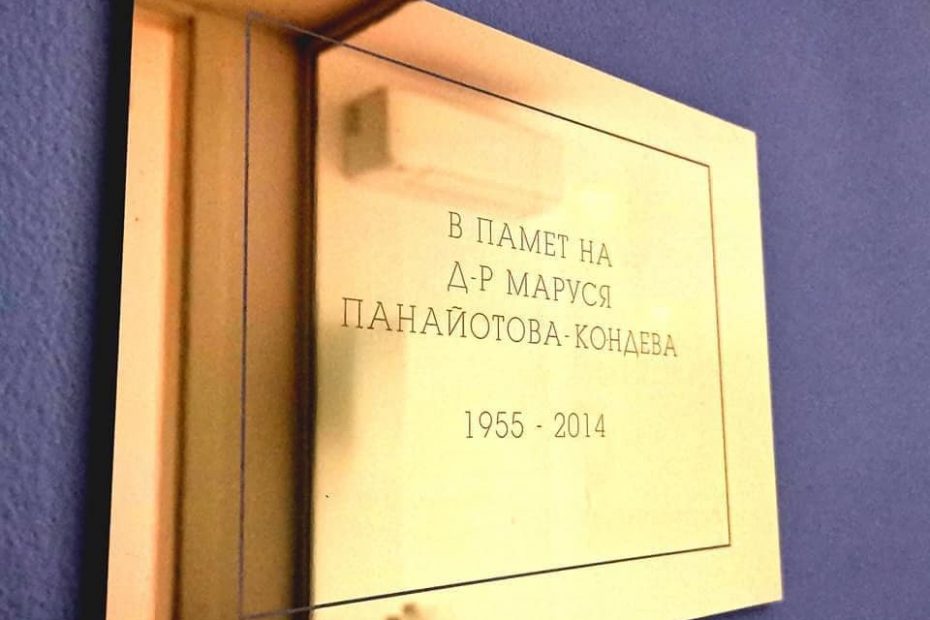 В ПАМЕТ НА
Д-Р МАРУСЯ
ПАНАЙОТОВА-КОНДЕВА
1955 - 2014